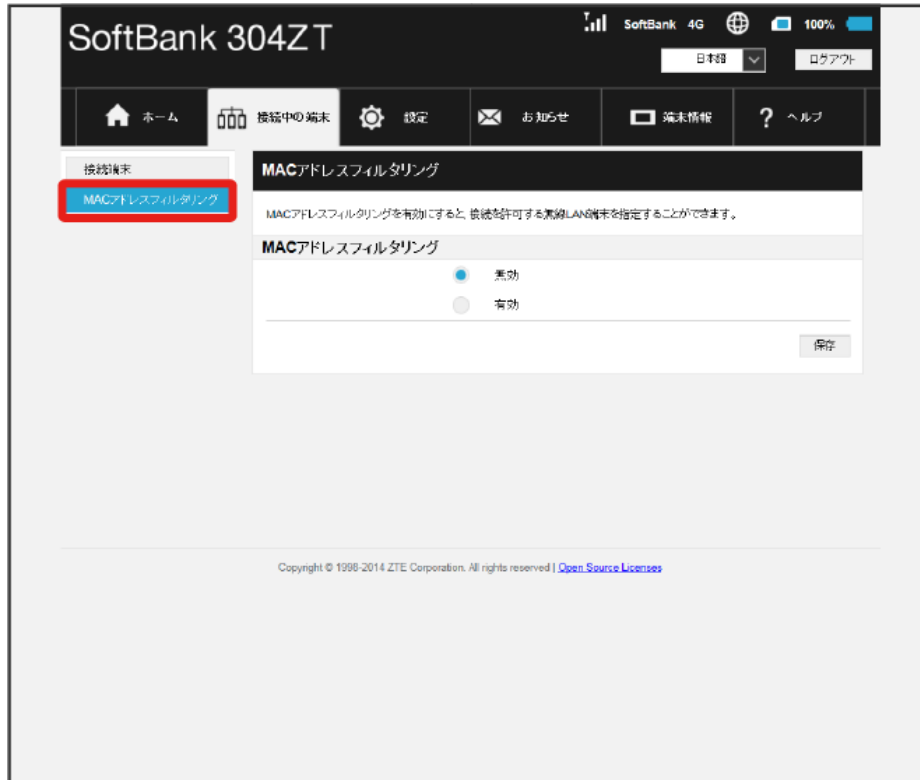 SoftBank 304ZT
SoftBank 4G 100%
日本語 ログアウト
ホーム 接続中の端末 設定 お知らせ 端末情報 ? ヘルプ
接続端末
MACアドレスフィルタリング
MACアドレスフィルタリング
MACアドレスフィルタリングを有効にすると、接続を許可する無線LAN端末を指定することができます。
MACアドレスフィルタリング
無効
有効
保存
Copyright © 1998-2014 ZTE Corporation. All rights reserved | Open Source Licenses